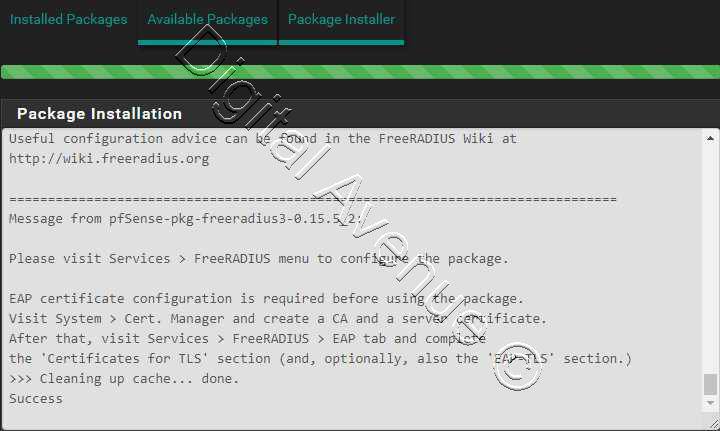 Installed Packages Available Packages Package Installer
Package Installation
Useful configuration advice can be found in the FreeRADIUS Wiki at
http://wiki.freeradius.org
===============================================================================
Message from pfSense-pkg-freeradius3-0.15.5_2:
Please visit Services > FreeRADIUS menu to configure the package.
EAP certificate configuration is required before using the package.
Visit System > Cert. Manager and create a CA and a server certificate.
After that, visit Services > FreeRADIUS > EAP tab and complete
the 'Certificates for TLS' section (and, optionally, also the 'EAP-TLS' section.)
>>> Cleaning up cache... done.
Success
Digital Avenue ©